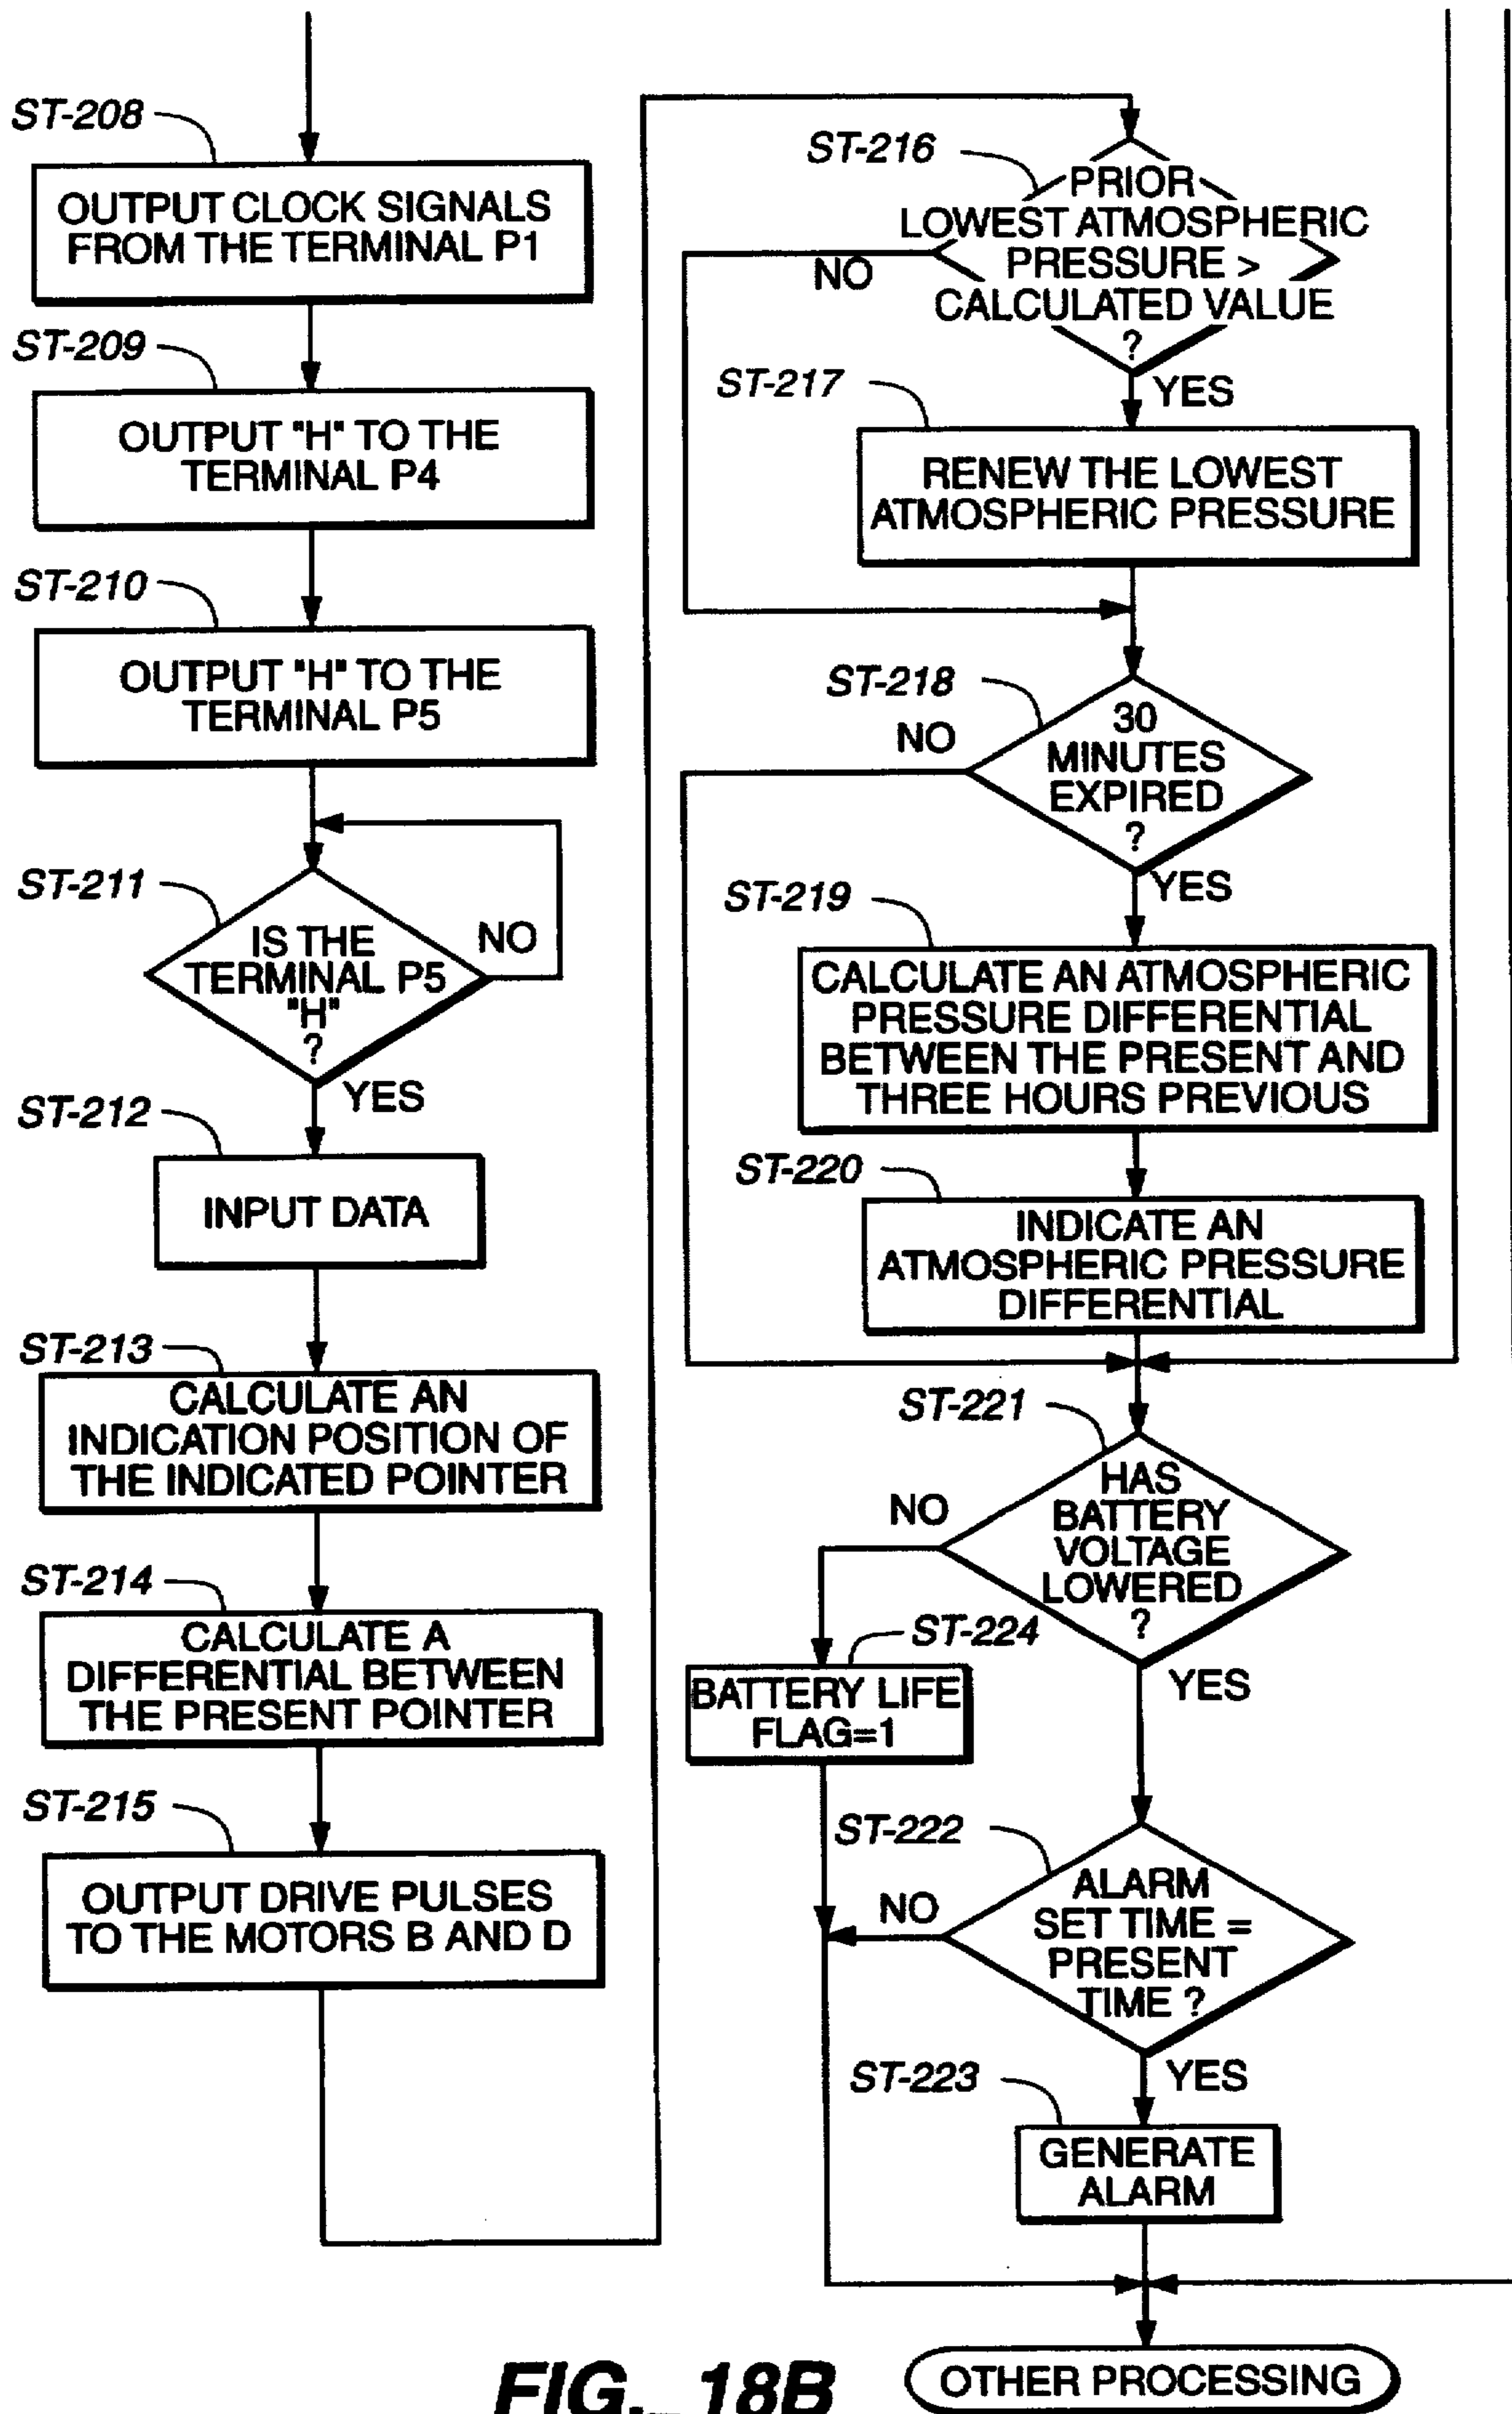 ST-208
OUTPUT CLOCK SIGNALS
FROM THE TERMINAL P1
ST-209
OUTPUT "H" TO THE
TERMINAL P4
ST-210
OUTPUT "H" TO THE
TERMINAL P5
ST-211
IS THE
TERMINAL P5
"H"
?
NO
YES
ST-212
INPUT DATA
ST-213
CALCULATE AN
INDICATION POSITION OF
THE INDICATED POINTER
ST-214
CALCULATE A
DIFFERENTIAL BETWEEN
THE PRESENT POINTER
ST-215
OUTPUT DRIVE PULSES
TO THE MOTORS B AND D
ST-216
PRIOR
LOWEST ATMOSPHERIC
PRESSURE >
CALCULATED VALUE
?
NO
YES
ST-217
RENEW THE LOWEST
ATMOSPHERIC PRESSURE
ST-218
30
MINUTES
EXPIRED
?
NO
YES
ST-219
CALCULATE AN ATMOSPHERIC
PRESSURE DIFFERENTIAL
BETWEEN THE PRESENT AND
THREE HOURS PREVIOUS
ST-220
INDICATE AN
ATMOSPHERIC PRESSURE
DIFFERENTIAL
ST-221
HAS
BATTERY
VOLTAGE
LOWERED
?
NO
YES
ST-224
BATTERY LIFE
FLAG=1
ST-222
ALARM
SET TIME =
PRESENT
TIME ?
NO
YES
ST-223
GENERATE
ALARM
OTHER PROCESSING
FIG._ 18B